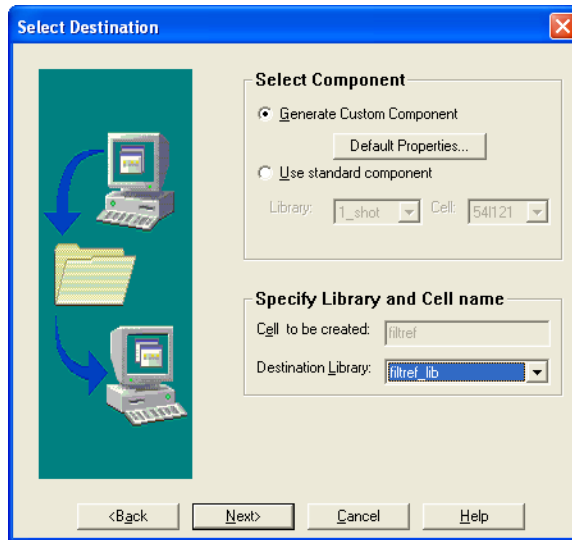 Select Destination
Select Component
Generate Custom Component
Default Properties...
Use standard component
Library: 1_shot Cell: 54l121
Specify Library and Cell name
Cell to be created: filtref
Destination Library: filtref_lib
<Back Next> Cancel Help